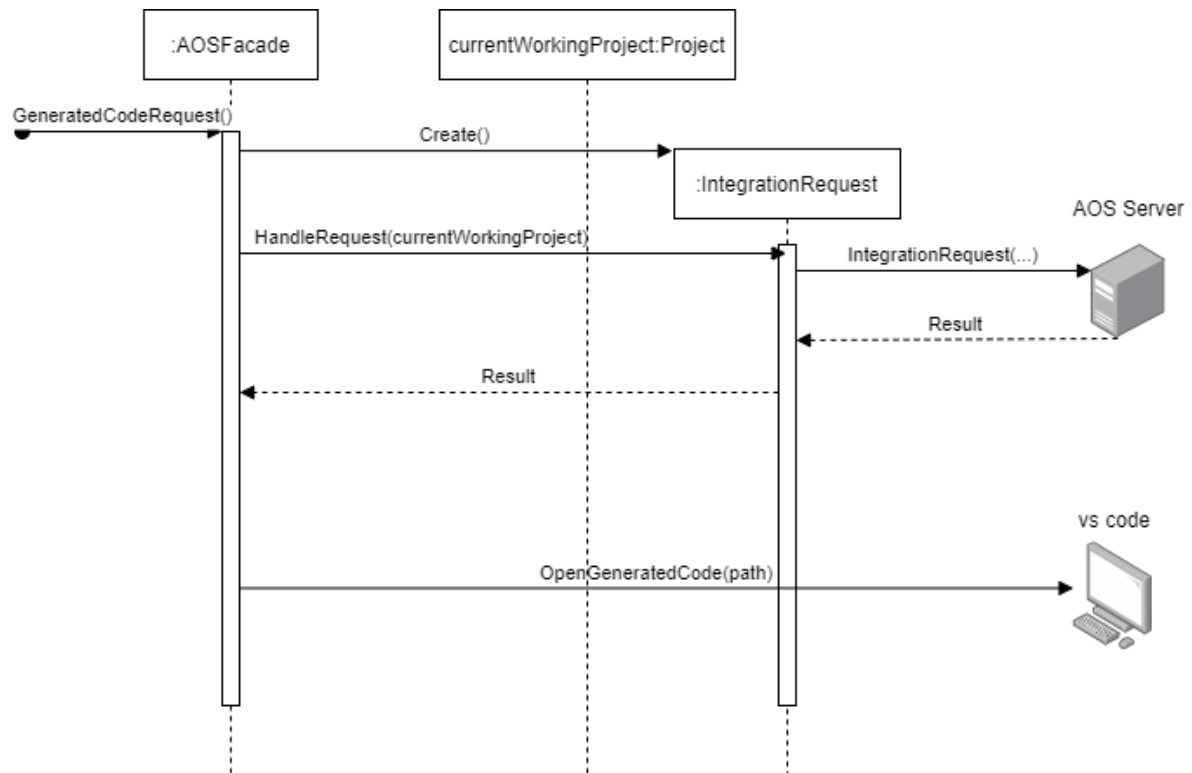 :AOSFacade
currentWorkingProject:Project
GeneratedCodeRequest()
Create()
:IntegrationRequest
AOS Server
HandleRequest(currentWorkingProject)
IntegrationRequest(...)
Result
Result
vs code
OpenGeneratedCode(path)